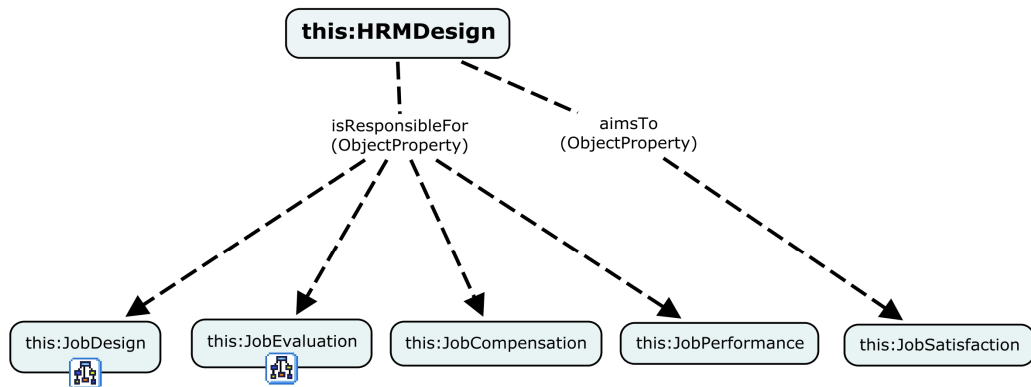 this:HRMDesign
isResponsibleFor
(ObjectProperty)
aimsTo
(ObjectProperty)
this:JobDesign
this:JobEvaluation
this:JobCompensation
this:JobPerformance
this:JobSatisfaction